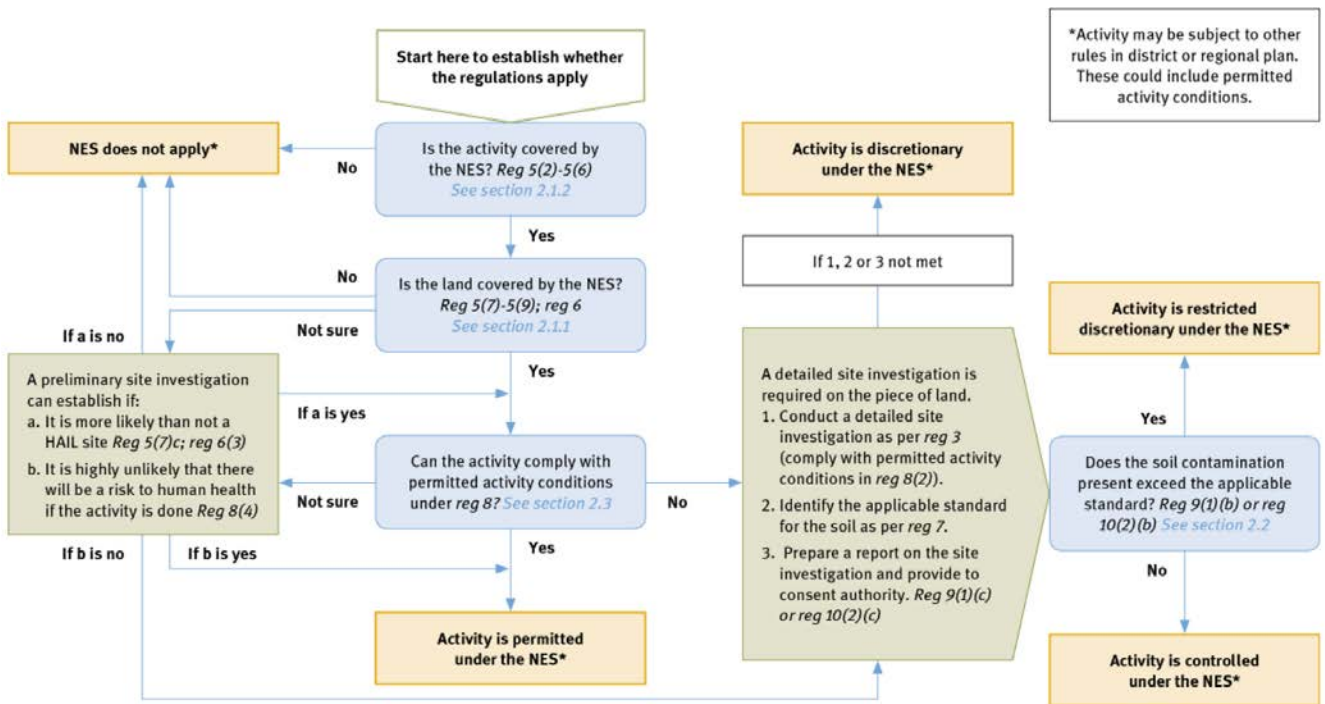 Start here to establish whether
the regulations apply
*Activity may be subject to other
rules in district or regional plan.
These could include permitted
activity conditions.
NES does not apply*
No
Is the activity covered by
the NES? Reg 5(2)-5(6)
See section 2.1.2
Activity is discretionary
under the NES*
Yes
If 1, 2 or 3 not met
No
Is the land covered by the NES?
Reg 5(7)-5(9); reg 6
See section 2.1.1
Not sure
If a is no
Yes
Activity is restricted
discretionary under the NES*
A preliminary site investigation
can establish if:
a. It is more likely than not a
HAIL site Reg 5(7)c; reg 6(3)
b. It is highly unlikely that there
will be a risk to human health
if the activity is done Reg 8(4)
If a is yes
Not sure
Can the activity comply with
permitted activity conditions
under reg 8? See section 2.3
No
A detailed site investigation is
required on the piece of land.
1. Conduct a detailed site
investigation as per reg 3
(comply with permitted activity
conditions in reg 8(2)).
2. Identify the applicable standard
for the soil as per reg 7.
3. Prepare a report on the site
investigation and provide to
consent authority. Reg 9(1)(c)
or reg 10(2)(c)
Yes
Does the soil contamination
present exceed the applicable
standard? Reg 9(1)(b) or reg
10(2)(b) See section 2.2
No
If b is no
If b is yes
Yes
Activity is permitted
under the NES*
Activity is controlled
under the NES*